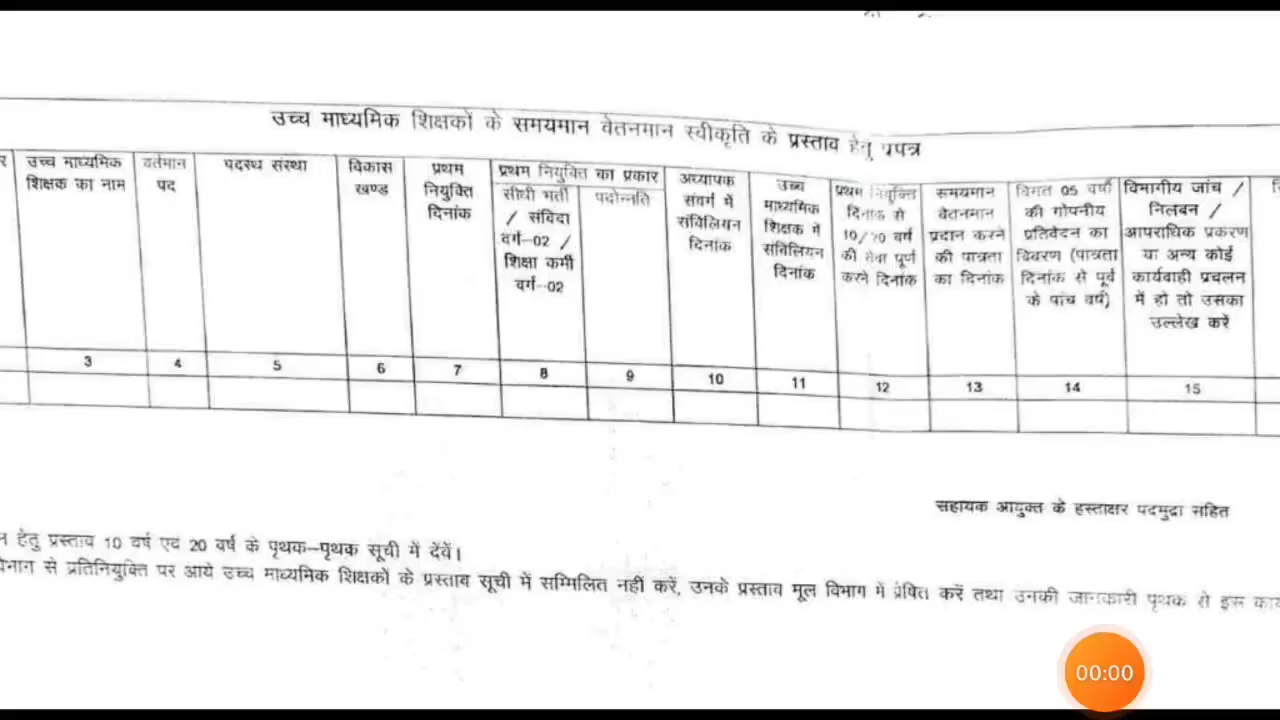 उच्च माध्यमिक शिक्षकों के समयमान वेतनमान स्वीकृति के प्रस्ताव हेतु प्रपत्र
उच्च माध्यमिक
शिक्षक का नाम
वर्तमान
पद
पदस्थ संस्था
विकास
खण्ड
प्रथम
नियुक्ति
दिनांक
प्रथम नियुक्ति का प्रकार
सीधी भर्ती
/ संविदा
वर्ग-02 /
शिक्षा कर्मी
वर्ग-02
पदोन्नति
अध्यापक
संवर्ग में
संविलियन
दिनांक
उच्च
माध्यमिक
शिक्षक में
संविलियन
दिनांक
प्रथम नियुक्ति
दिनांक से
10/20 वर्ष
की सेवा पूर्ण
करने दिनांक
समयमान
वेतनमान
प्रदान करने
की पात्रता
का दिनांक
विगत 05 वर्षो
की गोपनीय
प्रतिवेदन का
विवरण (पात्रता
दिनांक से पूर्व
के पांच वर्ष)
विभागीय जांच /
निलंबन /
आपराधिक प्रकरण
या अन्य कोई
कार्यवाही प्रचलन
में हो तो उसका
उल्लेख करें
3 4 5 6 7 8 9 10 11 12 13 14 15
सहायक आयुक्त के हस्ताक्षर पदमुद्रा सहित
हेतु प्रस्ताव 10 वर्ष एवं 20 वर्ष के पृथक-पृथक सूची में देवें।
से प्रतिनियुक्ति पर आये उच्च माध्यमिक शिक्षकों के प्रस्ताव सूची में सम्मिलित नहीं करें, उनके प्रस्ताव मूल विभाग में प्रेषित करें तथा उनकी जानकारी पृथक से इस
00:00